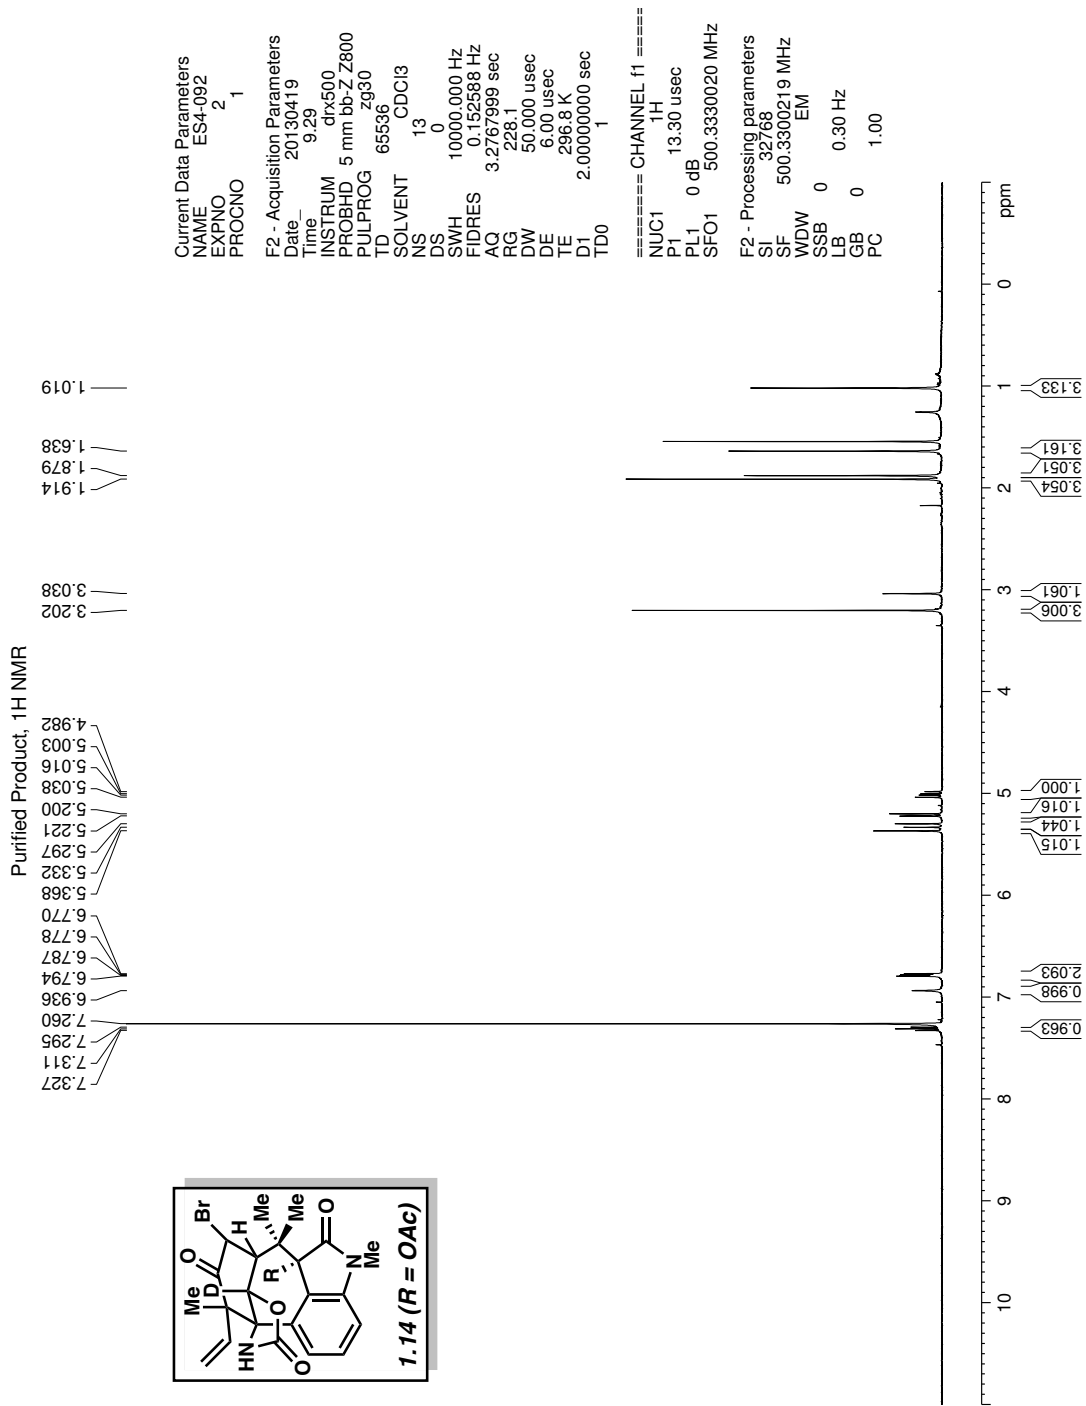 Purified Product, 1H NMR
7.327
7.311
7.295
7.260
6.936
6.794
6.787
6.778
6.770
5.368
5.332
5.297
5.221
5.200
5.038
5.016
5.003
4.982
3.202
3.038
1.914
1.879
1.638
1.019
Current Data Parameters
NAME ES4-092
EXPNO 2
PROCNO 1
F2 - Acquisition Parameters
Date_ 20130419
Time 9.29
INSTRUM drx500
PROBHD 5 mm bb-Z Z800
PULPROG zg30
TD 65536
SOLVENT CDCl3
NS 13
DS 0
SWH 10000.000 Hz
FIDRES 0.152588 Hz
AQ 3.2767999 sec
RG 228.1
DW 50.000 usec
DE 6.00 usec
TE 296.8 K
D1 2.00000000 sec
TD0 1
======== CHANNEL f1 ========
NUC1 1H
P1 13.30 usec
PL1 0 dB
SFO1 500.3330020 MHz
F2 - Processing parameters
SI 32768
SF 500.3300219 MHz
WDW EM
SSB 0
LB 0.30 Hz
GB 0
PC 1.00
Me
D
O
Br
H
Me
Me
R
O
N
Me
HN
O
O
1.14 (R = OAc)
10 9 8 7 6 5 4 3 2 1 0 ppm
0.963
0.998
2.093
1.015
1.044
1.016
1.000
3.006
1.061
3.054
3.051
3.161
3.133